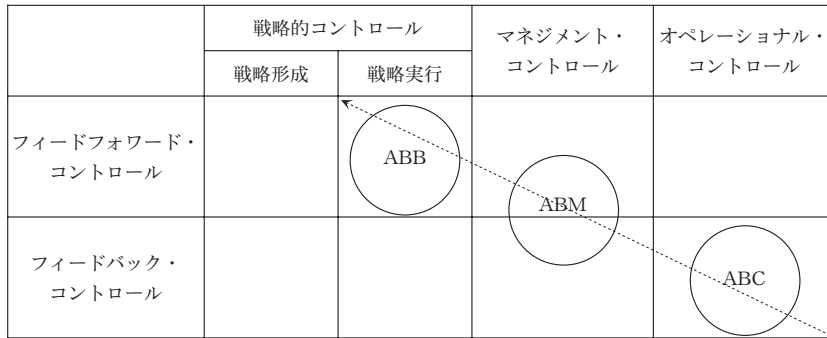 戦略的コントロール
マネジメント・
コントロール
オペレーショナル・
コントロール
戦略形成
戦略実行
フィードフォワード・
コントロール
ABB
ABM
フィードバック・
コントロール
ABC